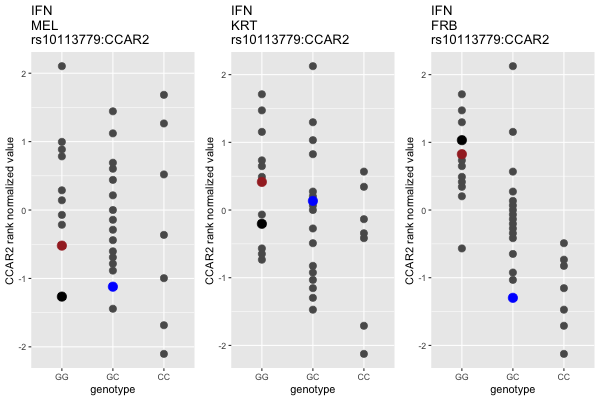 IFN
MEL
rs10113779:CCAR2
CCAR2 rank normalized value
2
1
0
-1
-2
GG
GC
CC
genotype
IFN
KRT
rs10113779:CCAR2
CCAR2 rank normalized value
2
1
0
-1
-2
GG
GC
CC
genotype
IFN
FRB
rs10113779:CCAR2
CCAR2 rank normalized value
2
1
0
-1
-2
GG
GC
CC
genotype